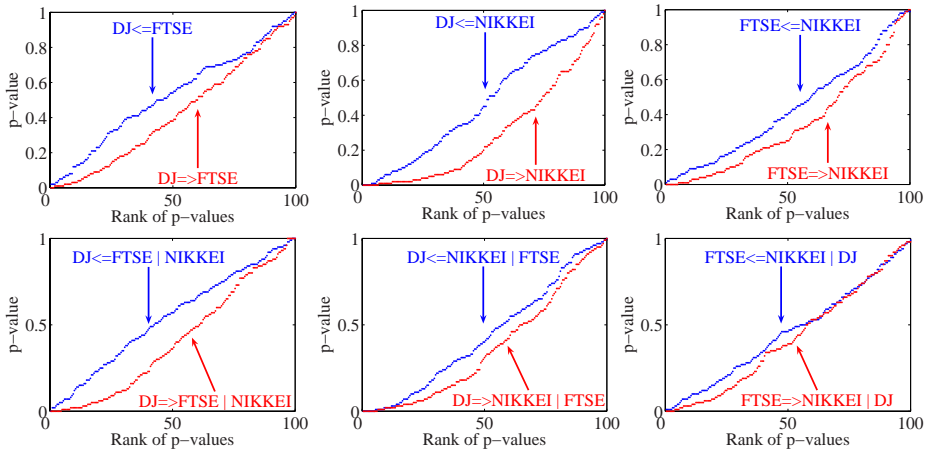 p−value
1
0.8
0.6
0.4
0.2
0
50
100
Rank of p−values
DJ<=FTSE
DJ=>FTSE
p−value
1
0.8
0.6
0.4
0.2
0
0
50
100
Rank of p−values
DJ<=NIKKEI
DJ=>NIKKEI
p−value
1
0.8
0.6
0.4
0.2
0
50
100
Rank of p−values
FTSE<=NIKKEI
FTSE=>NIKKEI
p−value
1
0.5
0
50
100
Rank of p−values
DJ<=FTSE | NIKKEI
DJ=>FTSE | NIKKEI
p−value
1
0.5
0
0
50
100
Rank of p−values
DJ<=NIKKEI | FTSE
DJ=>NIKKEI | FTSE
p−value
1
0.5
0
50
100
Rank of p−values
FTSE<=NIKKEI | DJ
FTSE=>NIKKEI | DJ